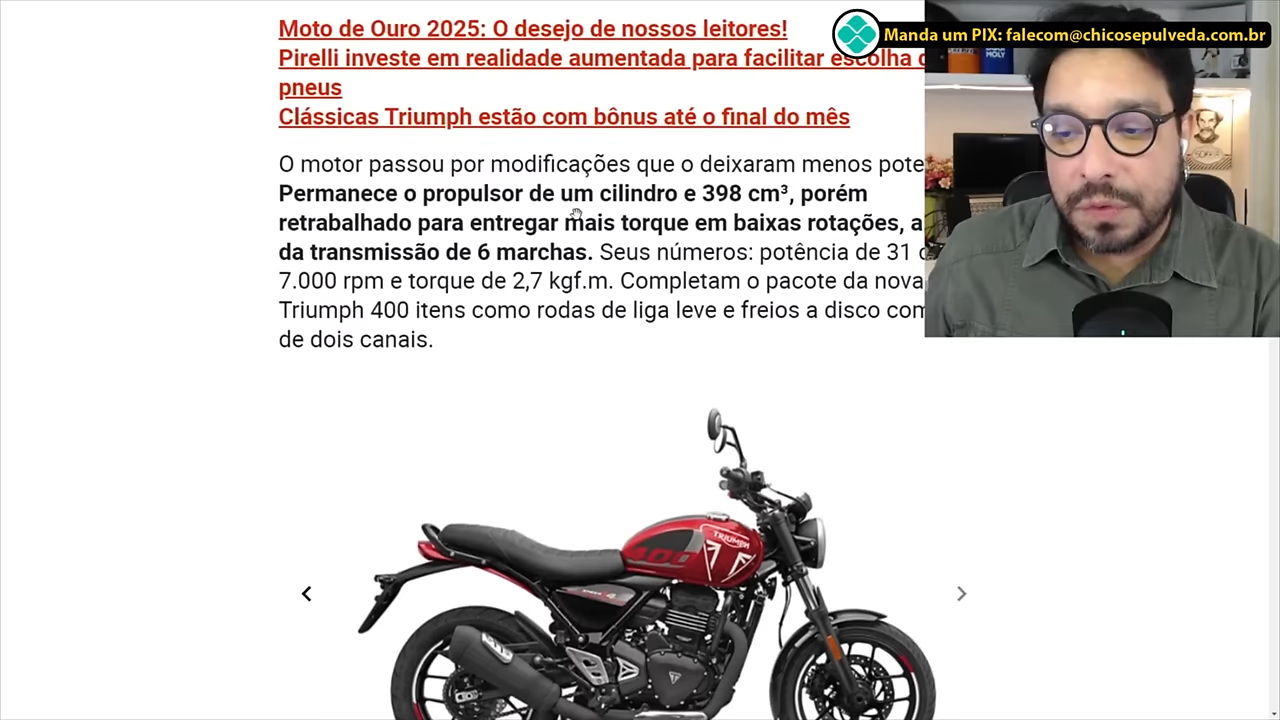 Moto de Ouro 2025: O desejo de nossos leitores!
Manda um PIX: falecom@chicosepulveda.com.br
Pirelli investe em realidade aumentada para facilitar escolha
pneus
Clássicas Triumph estão com bônus até o final do mês
O motor passou por modificações que o deixaram menos pote
Permanece o propulsor de um cilindro e 398 cm³, porém
retrabalhado para entregar mais torque em baixas rotações, a
da transmissão de 6 marchas. Seus números: potência de 31 c
7.000 rpm e torque de 2,7 kgf.m. Completam o pacote da nova
Triumph 400 itens como rodas de liga leve e freios a disco com
de dois canais.
TRIUMPH
400
MOLY